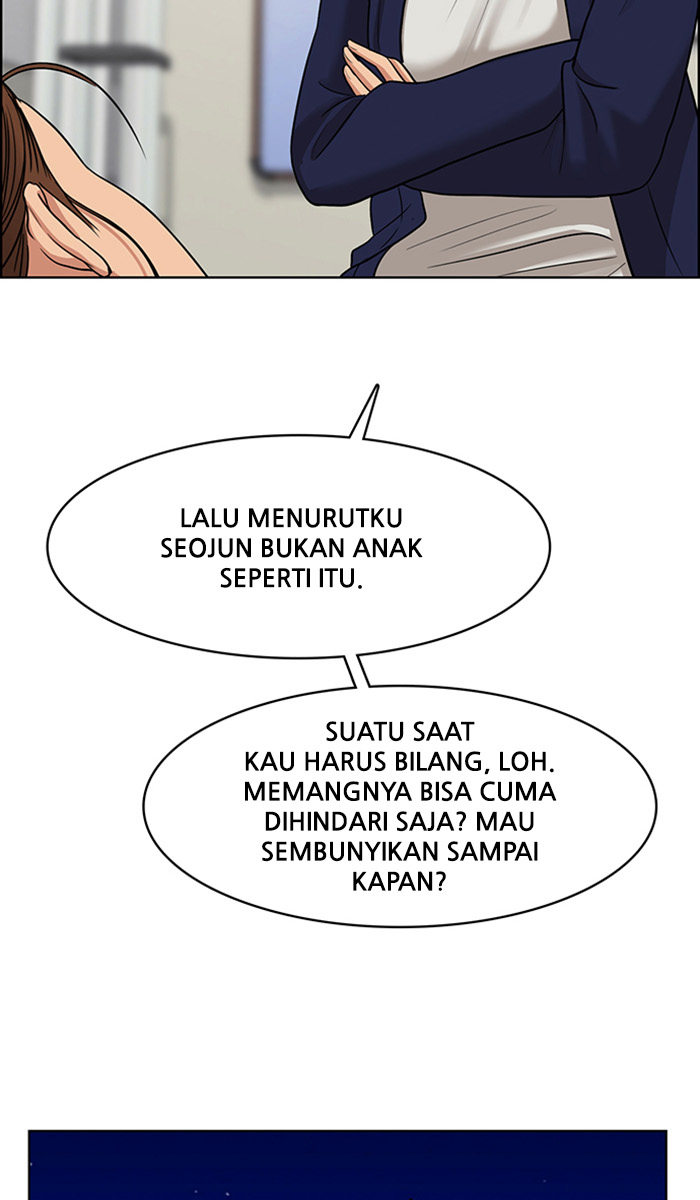 LALU MENURUTKU
SEOJUN BUKAN ANAK
SEPERTI ITU.
SUATU SAAT
KAU HARUS BILANG, LOH.
MEMANGNYA BISA CUMA
DIHINDARI SAJA? MAU
SEMBUNYIKAN SAMPAI
KAPAN?